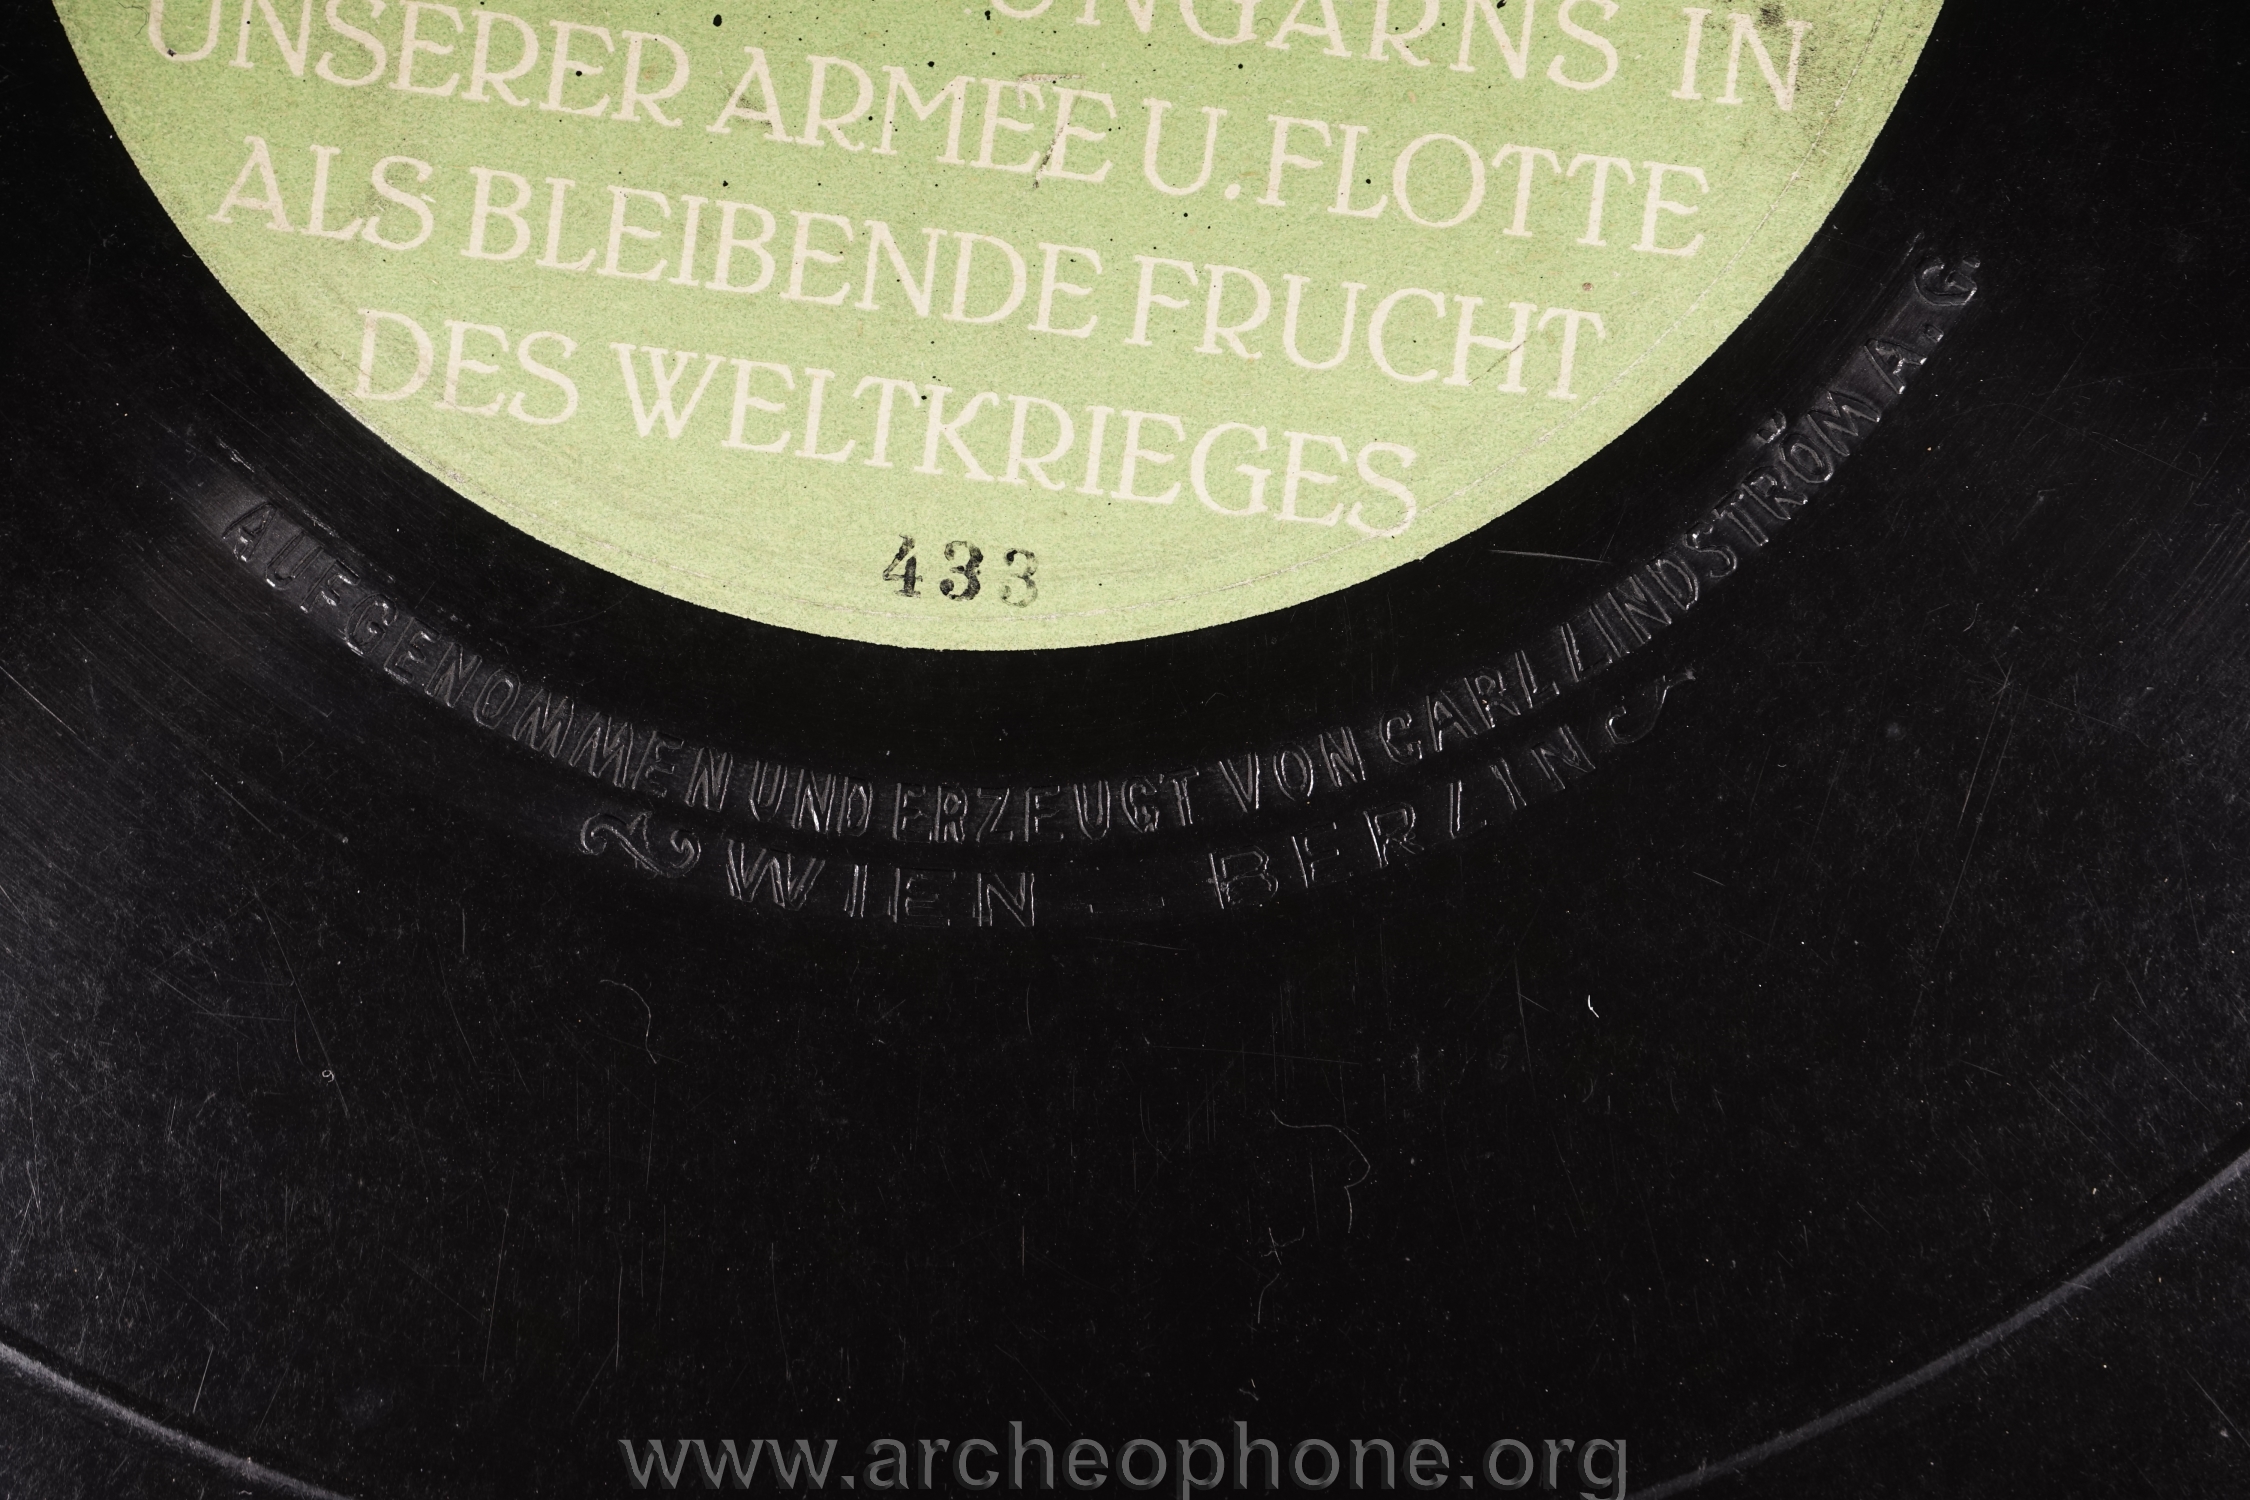 UNGARNS IN
UNSERER ARMEE U. FLOTTE
ALS BLEIBENDE FRUCHT
DES WELTKRIEGES
433
AUFGENOMMEN UND ERZEUGT VON CARL LINDSTRÖM A.G.
WIEN - BERLIN
www.archeophone.org